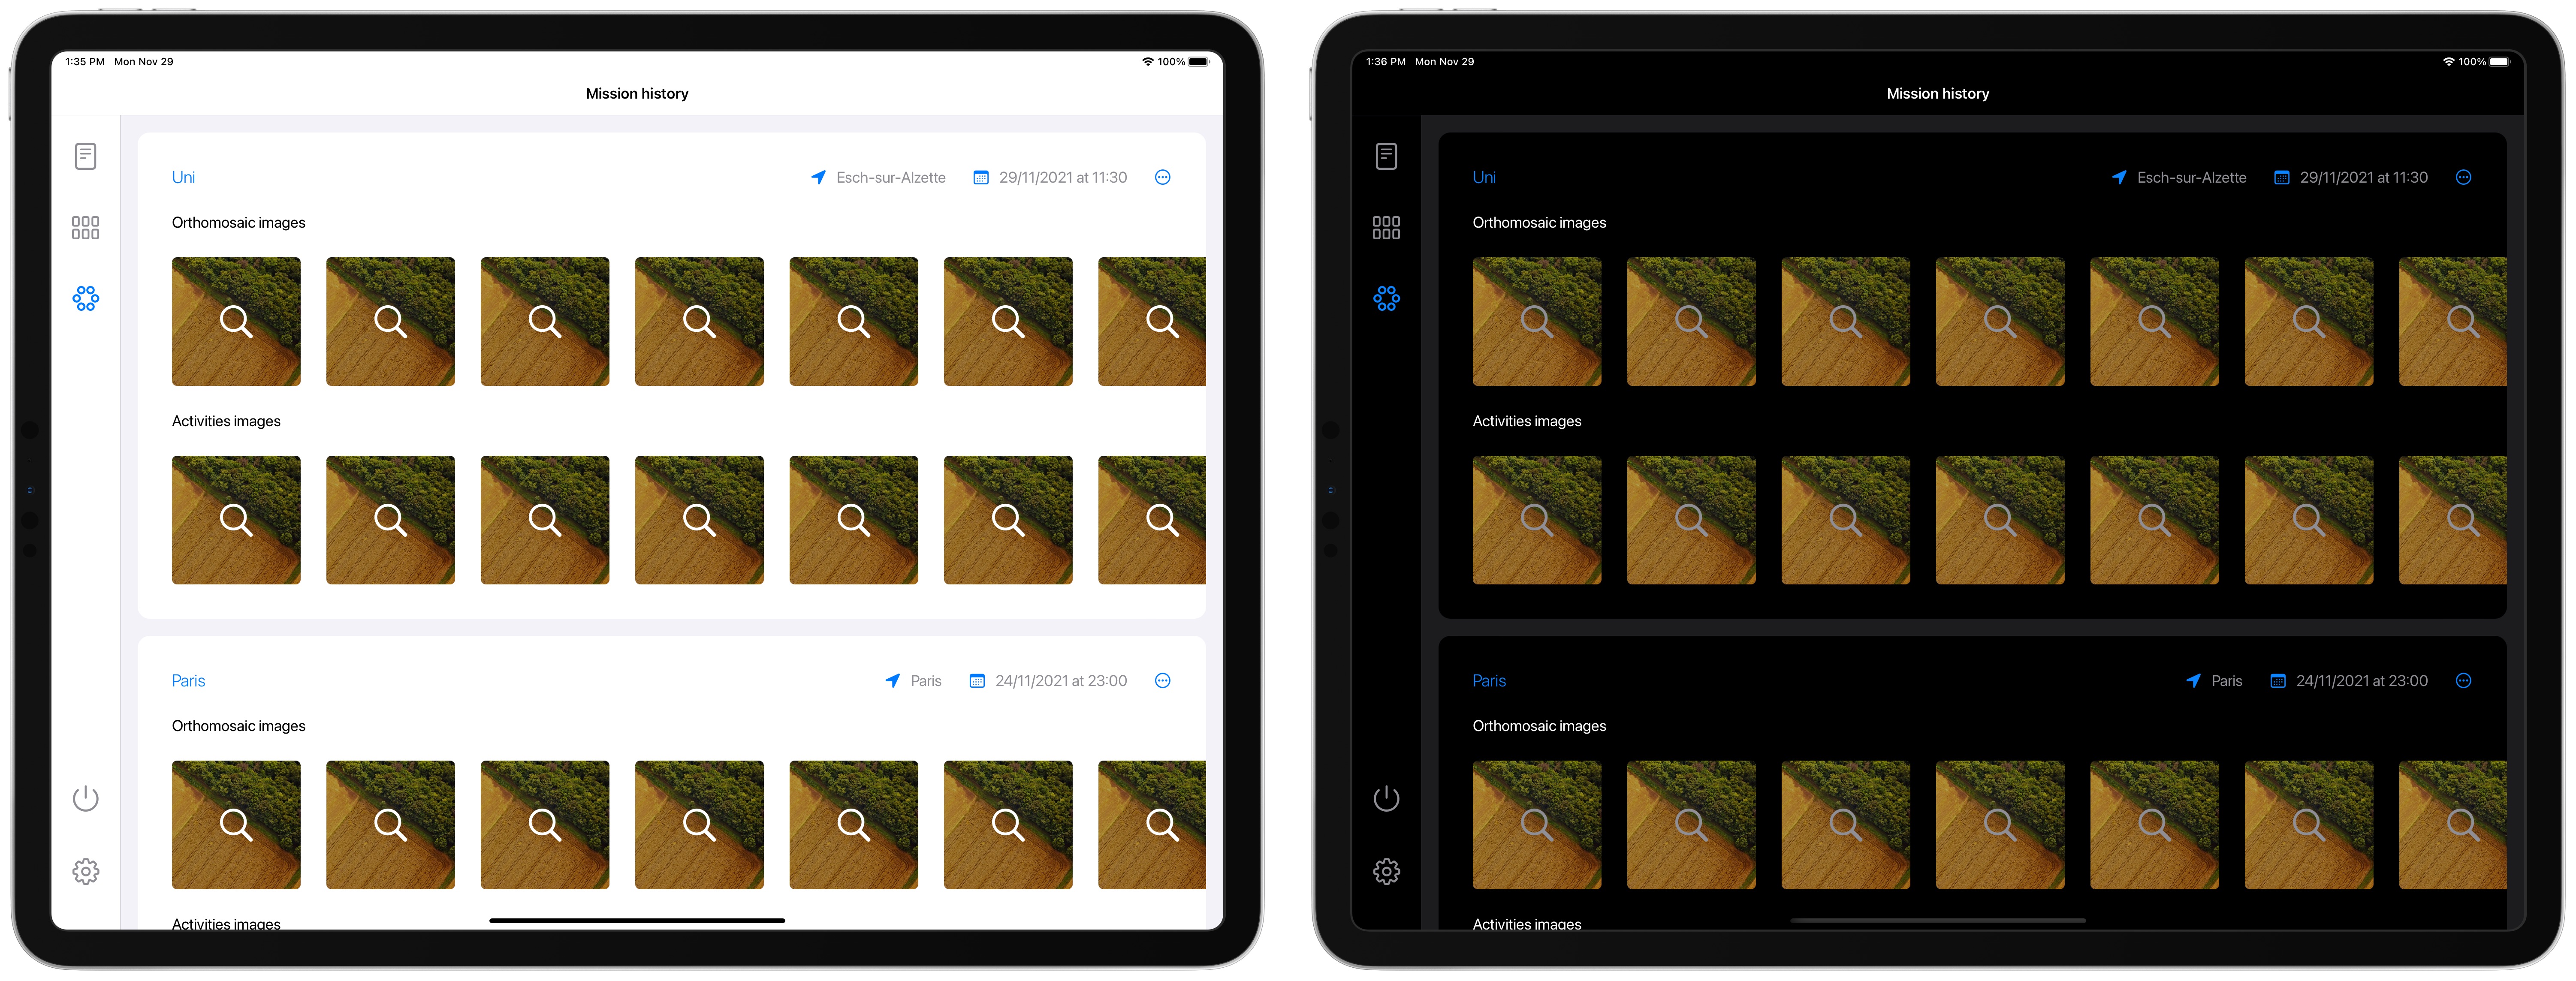 1:35 PM Mon Nov 29
100%
Mission history
Uni
Esch-sur-Alzette
29/11/2021 at 11:30
Orthomosaic images
Activities images
Paris
Paris
24/11/2021 at 23:00
Orthomosaic images
Activities images
1:36 PM Mon Nov 29
100%
Mission history
Uni
Esch-sur-Alzette
29/11/2021 at 11:30
Orthomosaic images
Activities images
Paris
Paris
24/11/2021 at 23:00
Orthomosaic images
Activities images